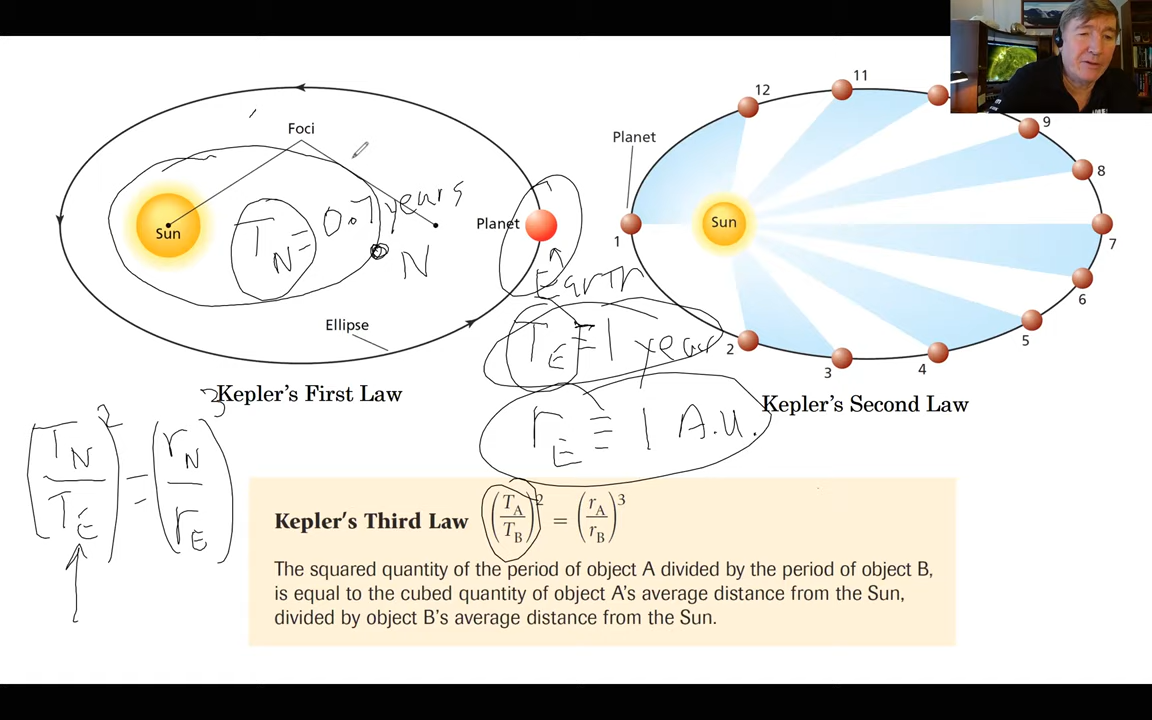 Foci
Sun
Planet
Ellipse
T_N = 0.7 years
N
Earth
T_E ≡ 1 year
r_E ≡ 1 A.U.
Kepler's First Law
(T_N/T_E)² = (r_N/r_E)³
Planet
Sun
12
11
9
8
7
6
5
4
3
2
1
Kepler's Second Law
Kepler's Third Law (T_A/T_B)² = (r_A/r_B)³
The squared quantity of the period of object A divided by the period of object B,
is equal to the cubed quantity of object A's average distance from the Sun,
divided by object B's average distance from the Sun.